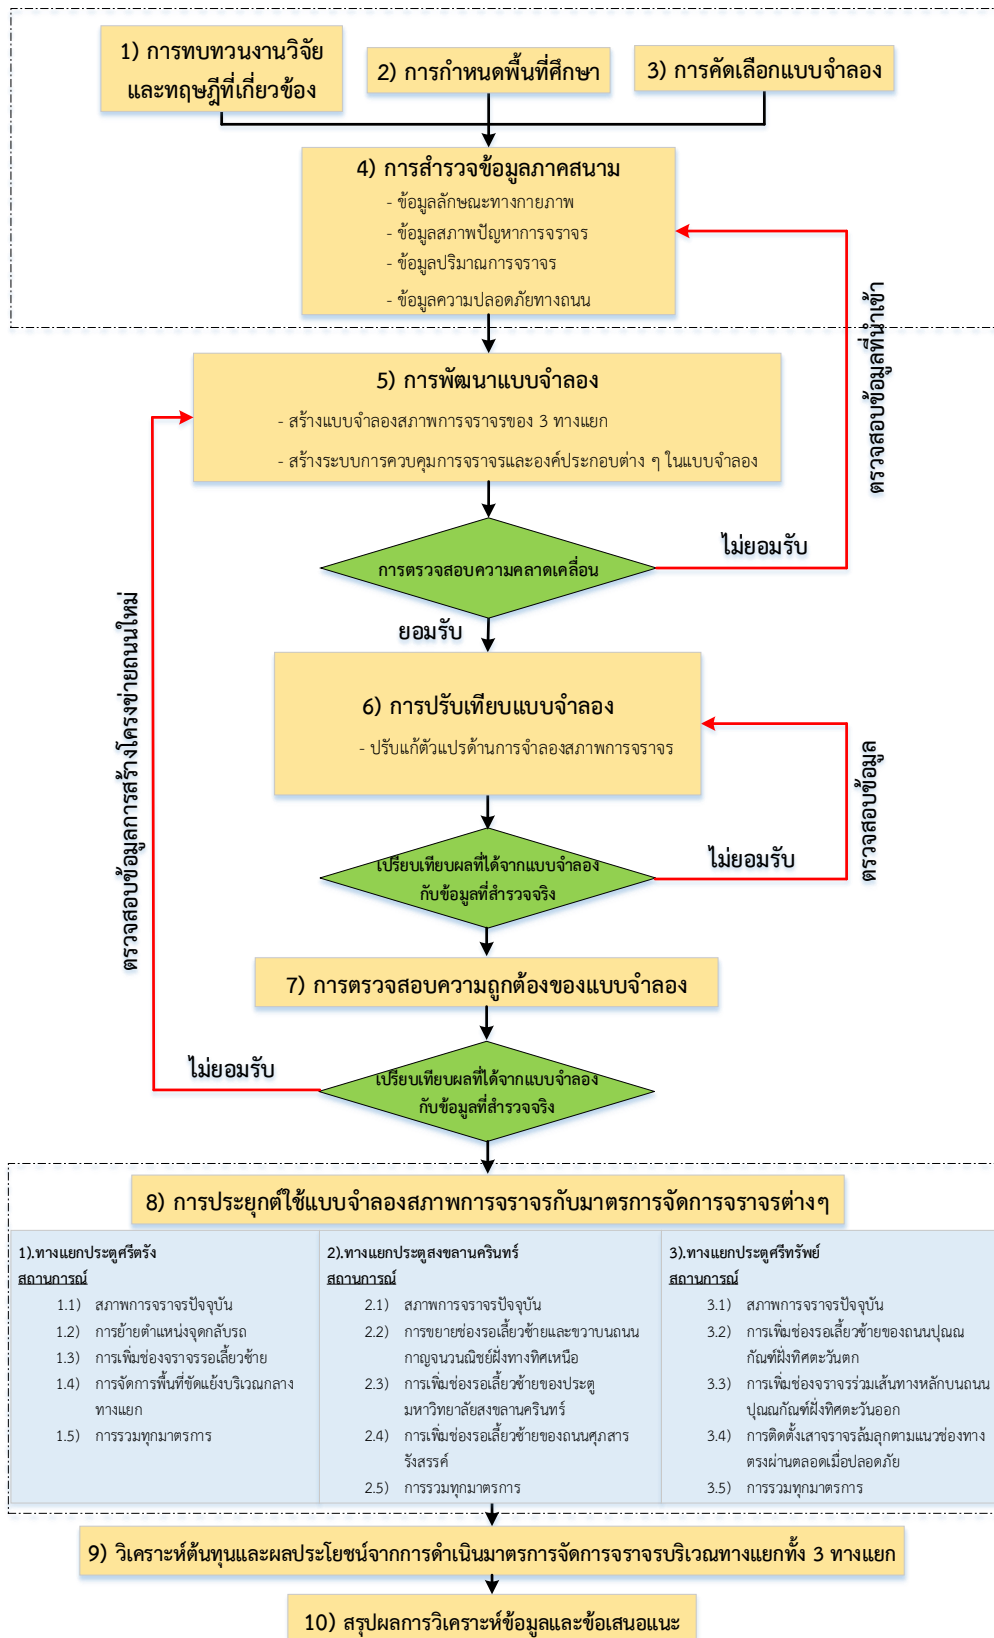 1) การทบทวนงานวิจัย
และทฤษฎีที่เกี่ยวข้อง
2) การกำหนดพื้นที่ศึกษา
3) การคัดเลือกแบบจำลอง
4) การสำรวจข้อมูลภาคสนาม
- ข้อมูลลักษณะทางกายภาพ
- ข้อมูลสภาพปัญหาการจราจร
- ข้อมูลปริมาณการจราจร
- ข้อมูลความปลอดภัยทางถนน
ตรวจสอบข้อมูลที่นำเข้า
5) การพัฒนาแบบจำลอง
- สร้างแบบจำลองสภาพการจราจรของ 3 ทางแยก
- สร้างระบบการควบคุมการจราจรและองค์ประกอบต่าง ๆ ในแบบจำลอง
การตรวจสอบความคลาดเคลื่อน
ไม่ยอมรับ
ยอมรับ
ตรวจสอบข้อมูลการสร้างโครงข่ายถนนใหม่
6) การปรับเทียบแบบจำลอง
- ปรับแก้ตัวแปรด้านการจำลองสภาพการจราจร
ตรวจสอบข้อมูล
เปรียบเทียบผลที่ได้จากแบบจำลอง
กับข้อมูลที่สำรวจจริง
ไม่ยอมรับ
7) การตรวจสอบความถูกต้องของแบบจำลอง
ไม่ยอมรับ
เปรียบเทียบผลที่ได้จากแบบจำลอง
กับข้อมูลที่สำรวจจริง
8) การประยุกต์ใช้แบบจำลองสภาพการจราจรกับมาตรการจัดการจราจรต่างๆ
1).ทางแยกประตูศรีตรัง
สถานการณ์
1.1) สภาพการจราจรปัจจุบัน
1.2) การย้ายตำแหน่งจุดกลับรถ
1.3) การเพิ่มช่องจราจรรอเลี้ยวซ้าย
1.4) การจัดการพื้นที่ขัดแย้งบริเวณกลาง
ทางแยก
1.5) การรวมทุกมาตรการ
2).ทางแยกประตูสงขลานครินทร์
สถานการณ์
2.1) สภาพการจราจรปัจจุบัน
2.2) การขยายช่องรอเลี้ยวซ้ายและขวาบนถนน
กาญจนวนณิชย์ฝั่งทางทิศเหนือ
2.3) การเพิ่มช่องรอเลี้ยวซ้ายของประตู
มหาวิทยาลัยสงขลานครินทร์
2.4) การเพิ่มช่องรอเลี้ยวซ้ายของถนนศุภสาร
รังสรรค์
2.5) การรวมทุกมาตรการ
3).ทางแยกประตูศรีทรัพย์
สถานการณ์
3.1) สภาพการจราจรปัจจุบัน
3.2) การเพิ่มช่องรอเลี้ยวซ้ายของถนนปุณณ
กัณฑ์ฝั่งทิศตะวันตก
3.3) การเพิ่มช่องจราจรร่วมเส้นทางหลักบนถนน
ปุณณกัณฑ์ฝั่งทิศตะวันออก
3.4) การติดตั้งเสาจราจรล้มลุกตามแนวช่องทาง
ตรงผ่านตลอดเมื่อปลอดภัย
3.5) การรวมทุกมาตรการ
9) วิเคราะห์ต้นทุนและผลประโยชน์จากการดำเนินมาตรการจัดการจราจรบริเวณทางแยกทั้ง 3 ทางแยก
10) สรุปผลการวิเคราะห์ข้อมูลและข้อเสนอแนะ